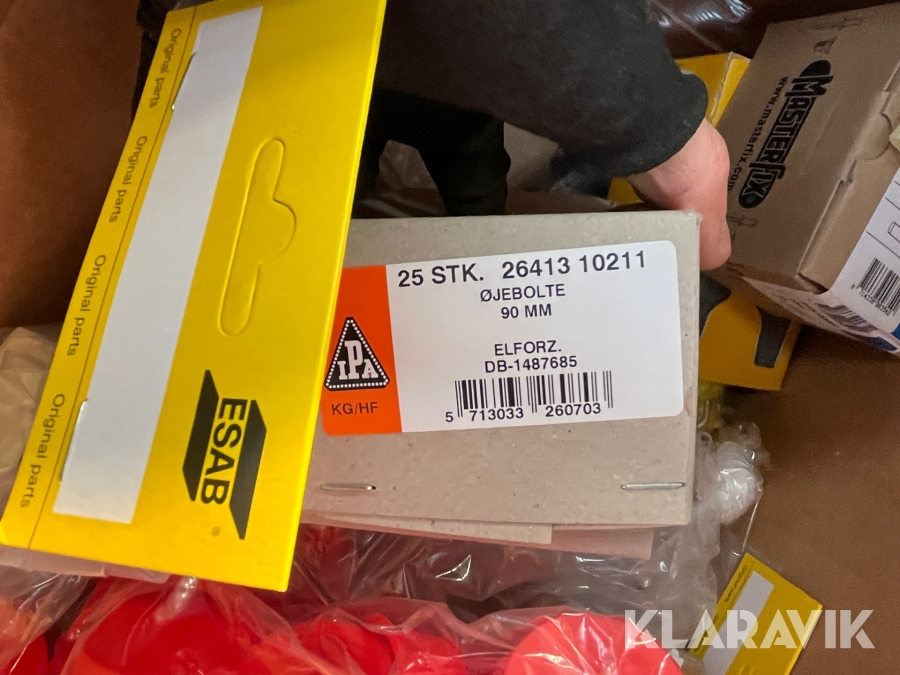 Original parts
Original parts
Original parts
Original parts
ESAB
®
25 STK. 26413 10211
ØJEBOLTE
90 MM
ELFORZ.
DB-1487685
5 713033 260703
IPA
KG/HF
MASTERFIX
www.masterfix.com
KLARAVIK